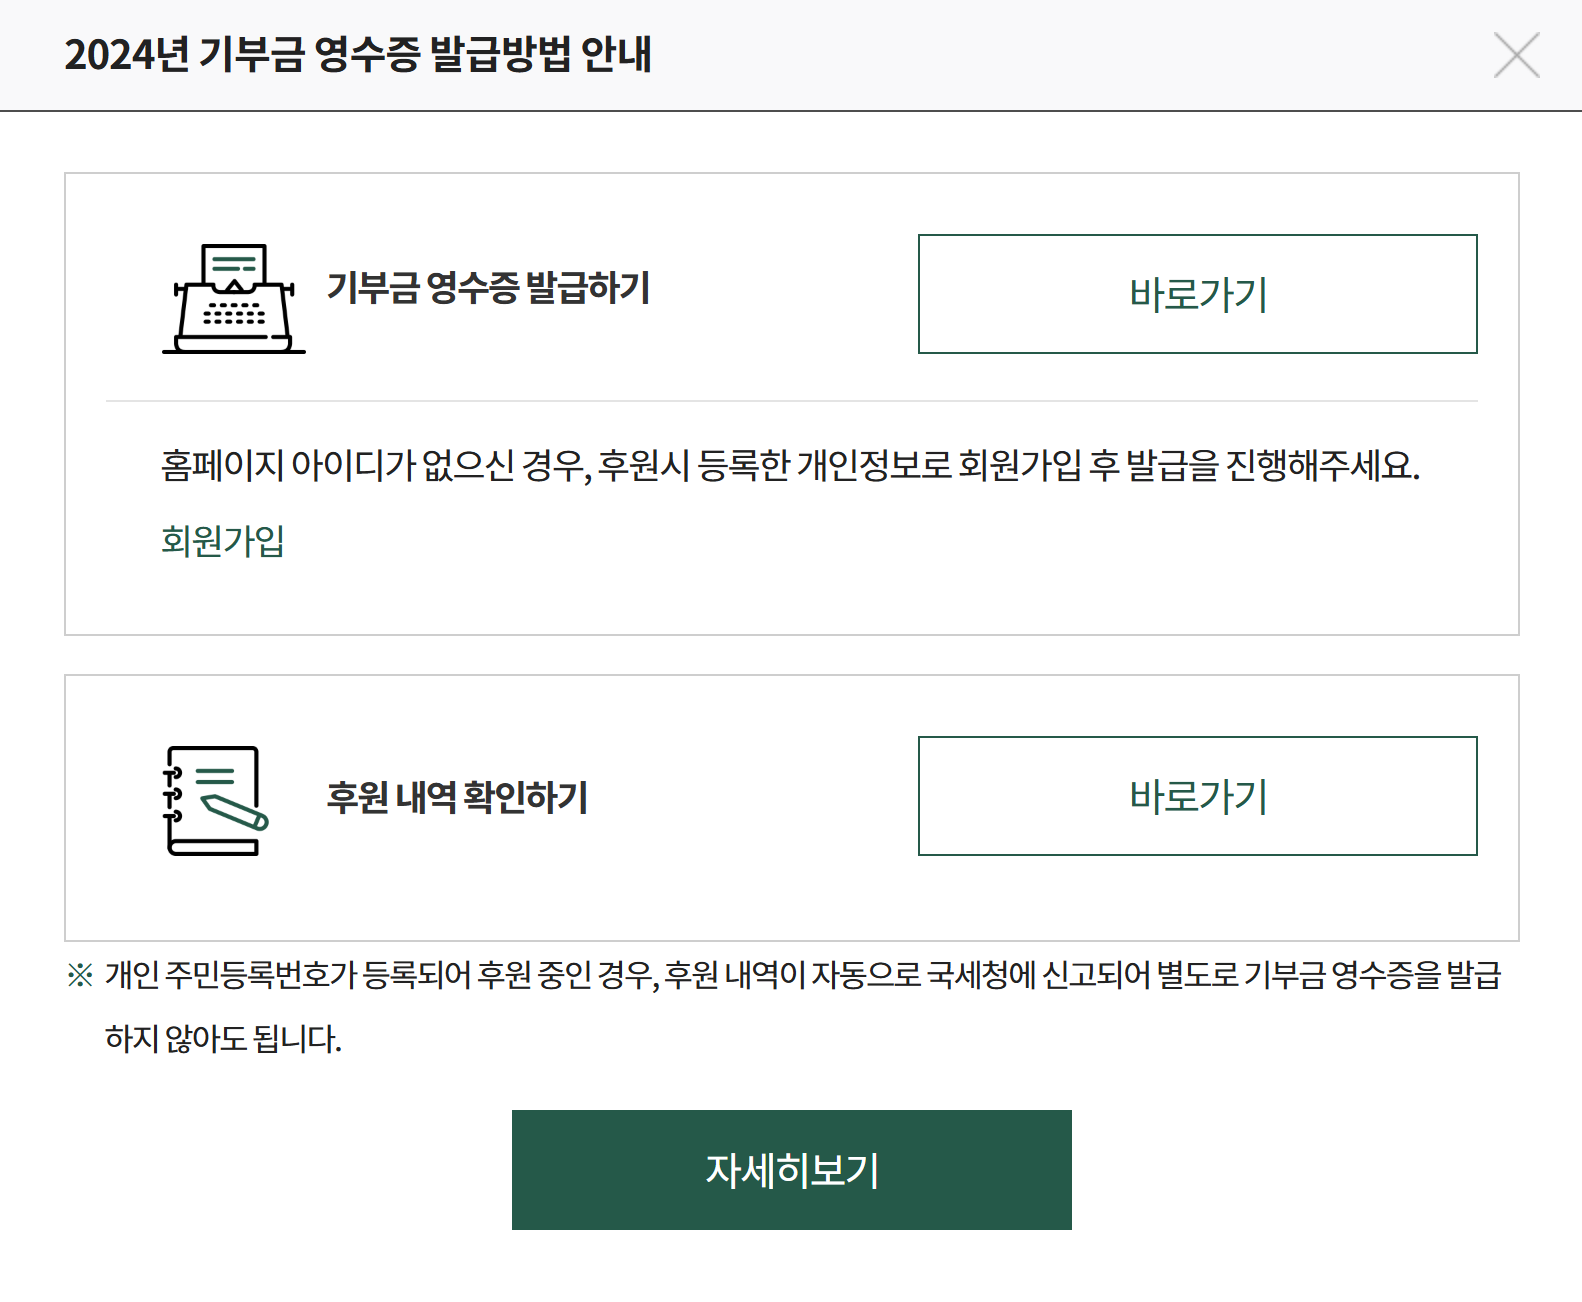 2024년 기부금 영수증 발급방법 안내
기부금 영수증 발급하기
바로가기
홈페이지 아이디가 없으신 경우, 후원시 등록한 개인정보로 회원가입 후 발급을 진행해주세요.
회원가입
후원 내역 확인하기
바로가기
※ 개인 주민등록번호가 등록되어 후원 중인 경우, 후원 내역이 자동으로 국세청에 신고되어 별도로 기부금 영수증을 발급
하지 않아도 됩니다.
자세히보기